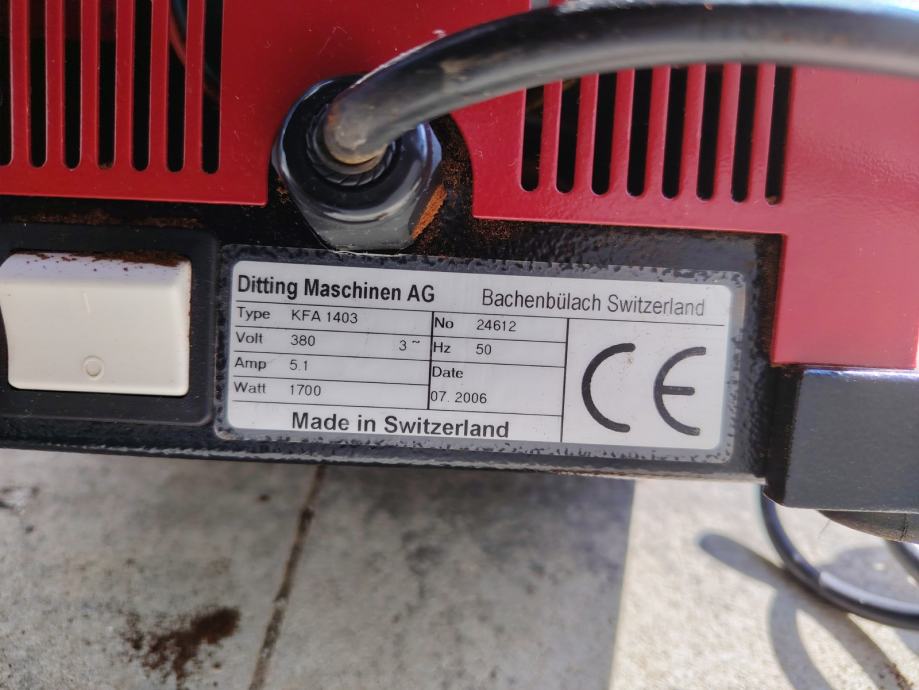 Ditting Maschinen AG Bachenbülach Switzerland
Type KFA 1403 No 24612
Volt 380 3~ Hz 50
Amp 5.1 Date
Watt 1700 07. 2006
Made in Switzerland
CE